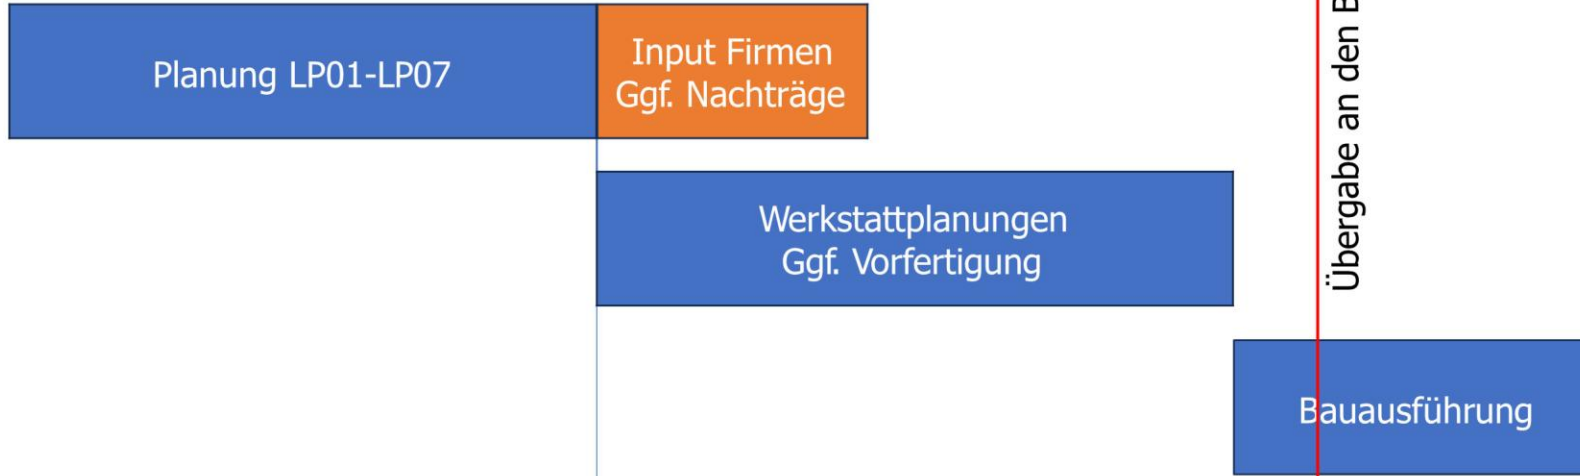 Planung LP01-LP07
Input Firmen
Ggf. Nachträge
Übergabe an den
Werkstattplanungen
Ggf. Vorfertigung
Bauausführung